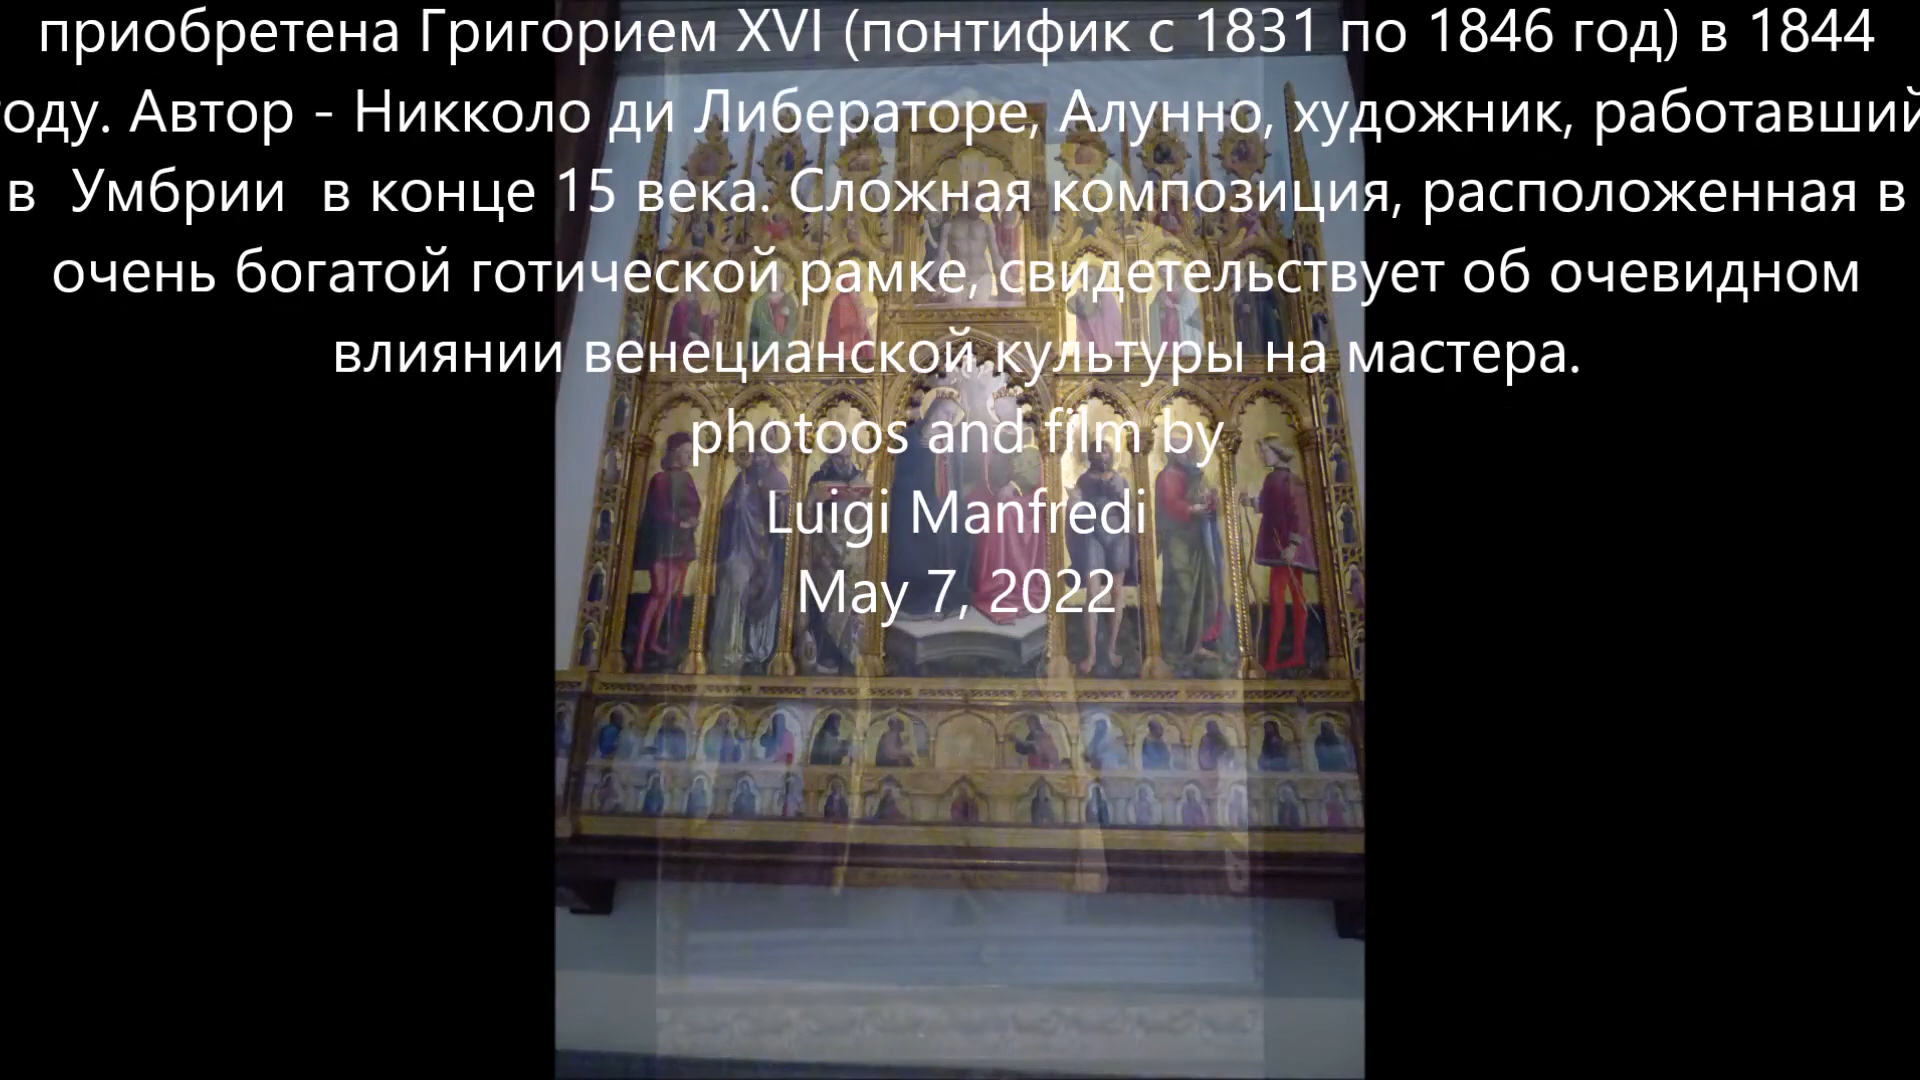 приобретена Григорием XVI (понтифик с 1831 по 1846 год) в 1844
оду. Автор - Никколо ди Либераторе, Алунно, художник, работавший
в Умбрии в конце 15 века. Сложная композиция, расположенная в
очень богатой готической рамке, свидетельствует об очевидном
влиянии венецианской культуры на мастера.
photoos and film by
Luigi Manfredi
May 7, 2022